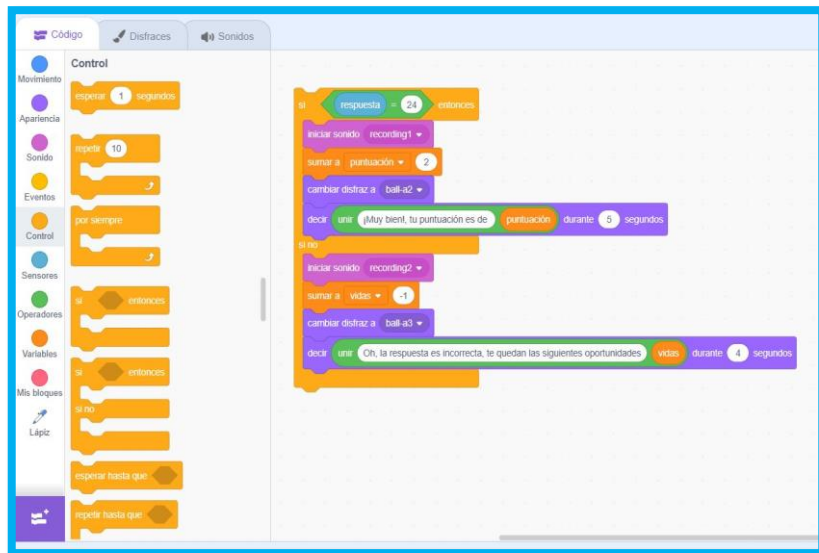 Código
Disfraces
Sonidos
Movimiento
Apariencia
Sonido
Eventos
Control
Sensores
Operadores
Variables
Mis bloques
Lápiz
Control
esperar 1 segundos
repetir 10
por siempre
si entonces
si entonces
si no
esperar hasta que
repetir hasta que
si respuesta = 24 entonces
iniciar sonido recording1
sumar a puntuación 2
cambiar disfraz a ball-a2
decir unir ¡Muy bien!, tu puntuación es de puntuación durante 5 segundos
si no
iniciar sonido recording2
sumar a vidas -1
cambiar disfraz a ball-a3
decir unir Oh, la respuesta es incorrecta, te quedan las siguientes oportunidades vidas durante 4 segundos